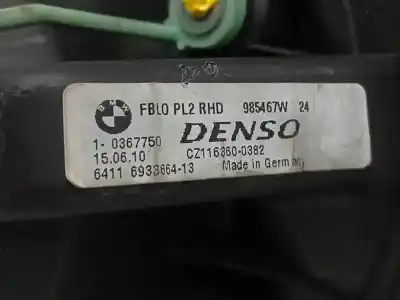 BMW
FBLO PL2 RHD 985467W 24
1- 0367750 DENSO
15.06.10 CZ116360-0382
6411 6933664-13 Made in Germany